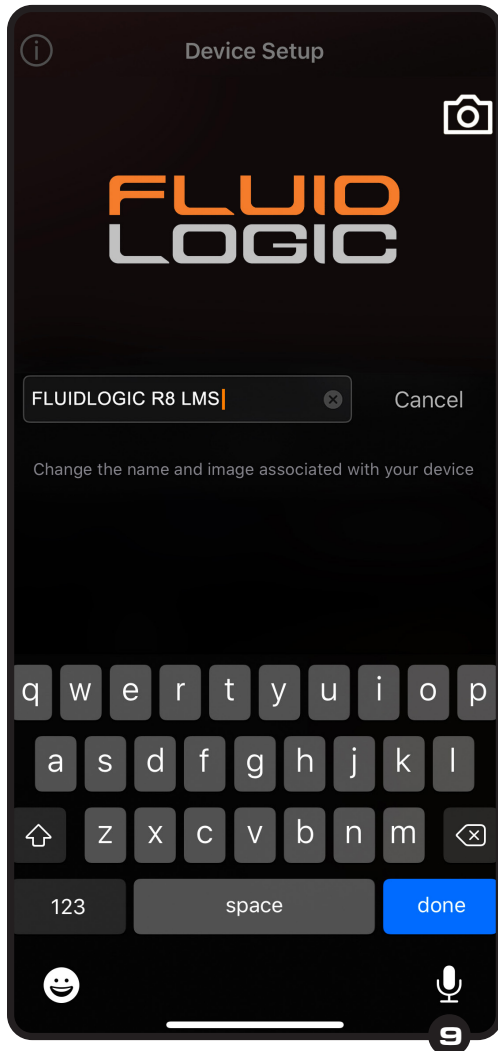 Device Setup
FLUID
LOGIC
FLUIDLOGIC R8 LMS
Cancel
Change the name and image associated with your device
q w e r t y u i o p
a s d f g h j k l
z x c v b n m
123 space done
9